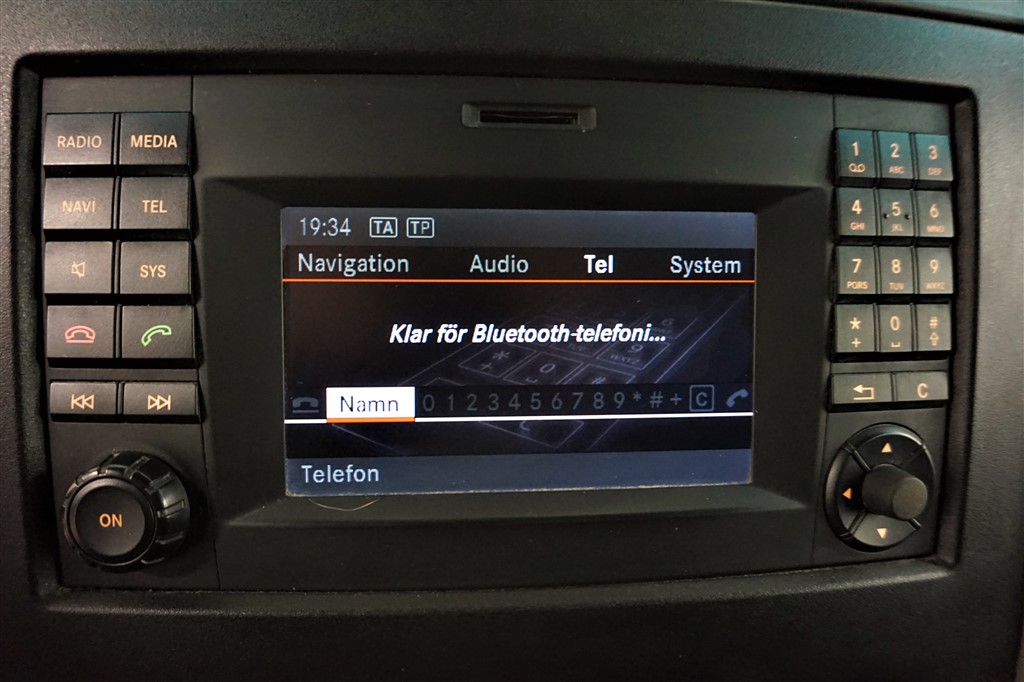 RADIO MEDIA
NAVI TEL
SYS
ON
19:34 TA TP
Navigation Audio Tel System
Klar för Bluetooth-telefoni...
Namn 0 1 2 3 4 5 6 7 8 9 * # + C
Telefon
1 2 3
ABC DEF
4 5 6
GHI JKL MNO
7 8 9
PQRS TUV WXYZ
* 0 #
+
C